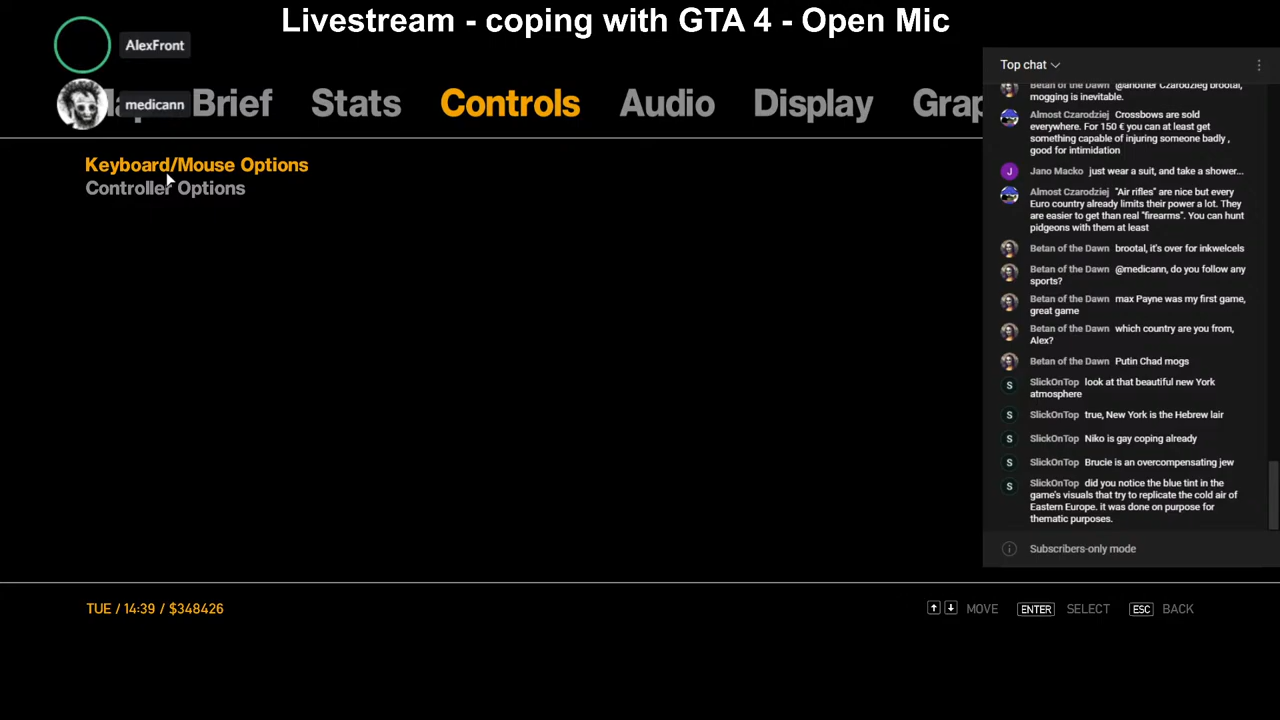 Livestream - coping with GTA 4 - Open Mic
AlexFront
medicann
Brief Stats Controls Audio Display
Keyboard/Mouse Options
Controller Options
Top chat
Betan of the Dawn @another Czarodziej brootal,
mogging is inevitable.
Almost Czarodziej Crossbows are sold
everywhere. For 150 € you can at least get
something capable of injuring someone badly ,
good for intimidation
J
Jano Macko just wear a suit, and take a shower...
Almost Czarodziej "Air rifles" are nice but every
Euro country already limits their power a lot. They
are easier to get than real "firearms". You can hunt
pidgeons with them at least
Betan of the Dawn brootal, it's over for inkwelcels
Betan of the Dawn @medicann, do you follow any
sports?
Betan of the Dawn max Payne was my first game,
great game
Betan of the Dawn which country are you from,
Alex?
Betan of the Dawn Putin Chad mogs
S
SlickOnTop look at that beautiful new York
atmosphere
S
SlickOnTop true, New York is the Hebrew lair
S
SlickOnTop Niko is gay coping already
S
SlickOnTop Brucie is an overcompensating jew
S
SlickOnTop did you notice the blue tint in the
game's visuals that try to replicate the cold air of
Eastern Europe. it was done on purpose for
thematic purposes.
Subscribers-only mode
TUE / 14:39 / $348426
MOVE ENTER SELECT ESC BACK